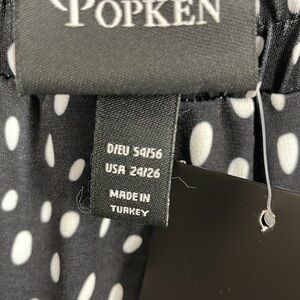 POPKEN
D/EU 54/56
USA 24/26
MADE IN
TURKEY